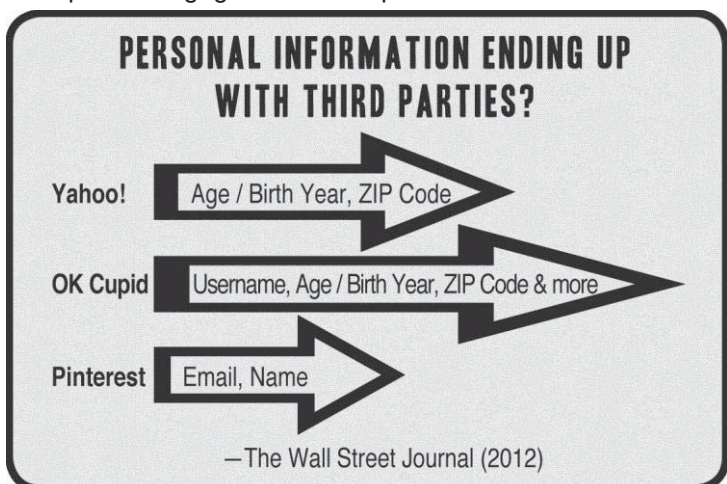 PERSONAL INFORMATION ENDING UP
WITH THIRD PARTIES?
Yahoo! Age / Birth Year, ZIP Code
OK Cupid Username, Age / Birth Year, ZIP Code & more
Pinterest Email, Name
—The Wall Street Journal (2012)